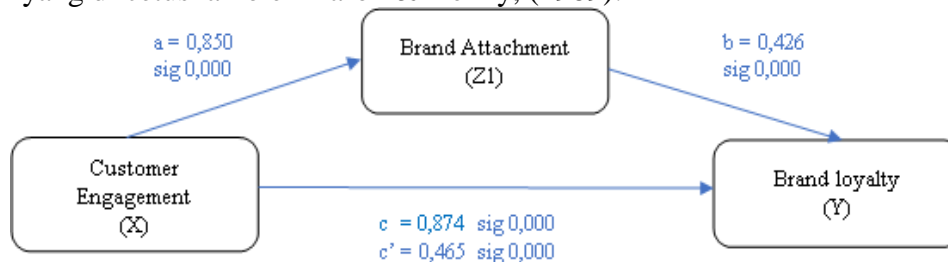 a = 0,850
sig 0,000
Brand Attachment
(Z1)
b = 0,426
sig 0,000
Customer
Engagement
(X)
Brand loyalty
(Y)
c = 0,874 sig 0,000
c’ = 0,465 sig 0,000